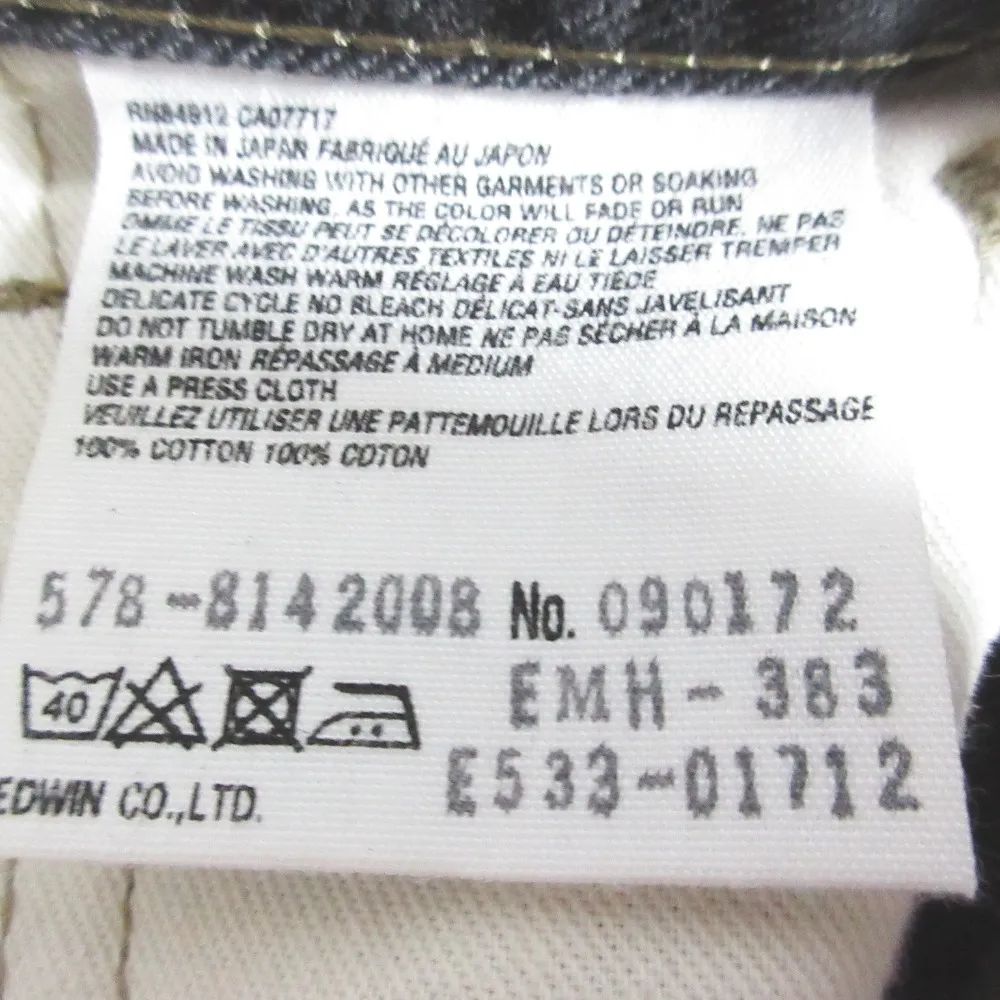 RN84912 CA07717
MADE IN JAPAN FABRIQUÉ AU JAPON
AVOID WASHING WITH OTHER GARMENTS OR SOAKING
BEFORE WASHING, AS THE COLOR WILL FADE OR RUN
OMME LE TISSU PEUT SE DÉCOLORER OU DÉTEINDRE. NE PAS
LE LAVER AVEC D'AUTRES TEXTILES NI LE LAISSER TREMPER
MACHINE WASH WARM RÉGLAGE À EAU TIÈDE
DELICATE CYCLE NO BLEACH DÉLICAT-SANS JAVELISANT
DO NOT TUMBLE DRY AT HOME NE PAS SÉCHER À LA MAISON
WARM IRON RÉPASSAGE À MEDIUM
USE A PRESS CLOTH
VEUILLEZ UTILISER UNE PATTEMOUILLE LORS DU REPASSAGE
100% COTTON 100% COTON
578-8142008 No. 090172
40 EMH-383
EDWIN CO.,LTD. E533-01712